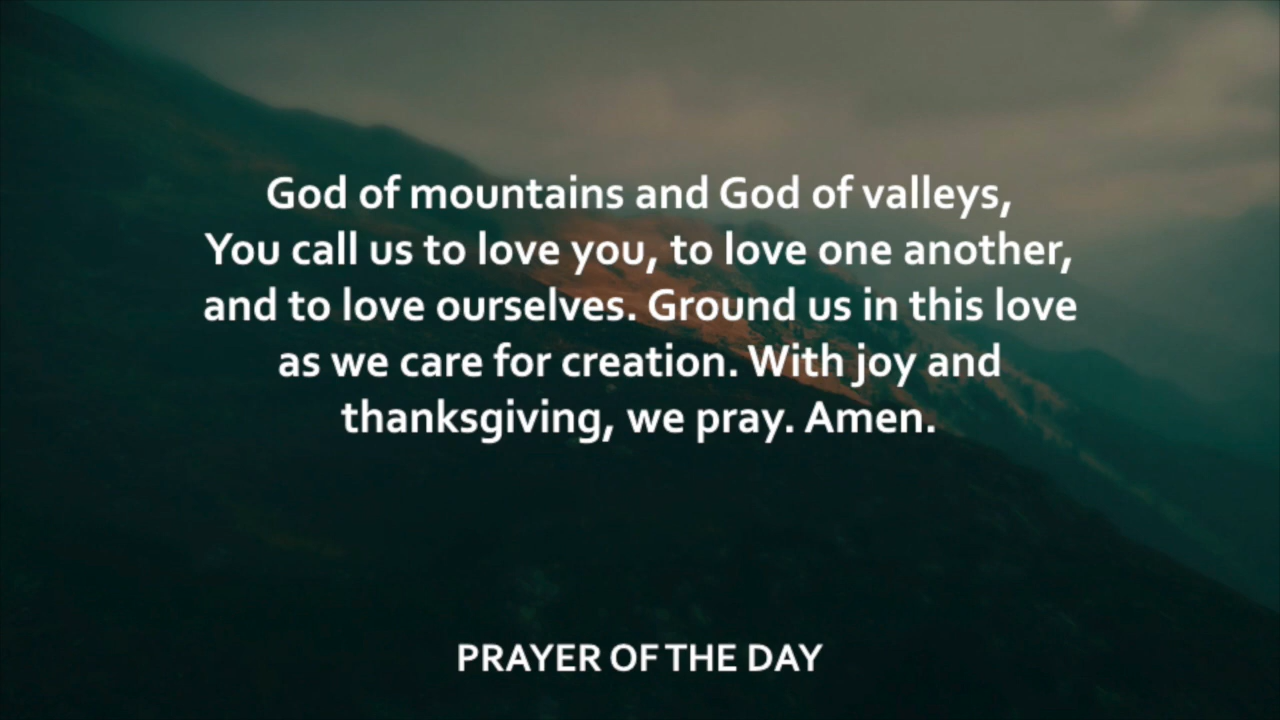 God of mountains and God of valleys,
You call us to love you, to love one another,
and to love ourselves. Ground us in this love
as we care for creation. With joy and
thanksgiving, we pray. Amen.
PRAYER OF THE DAY